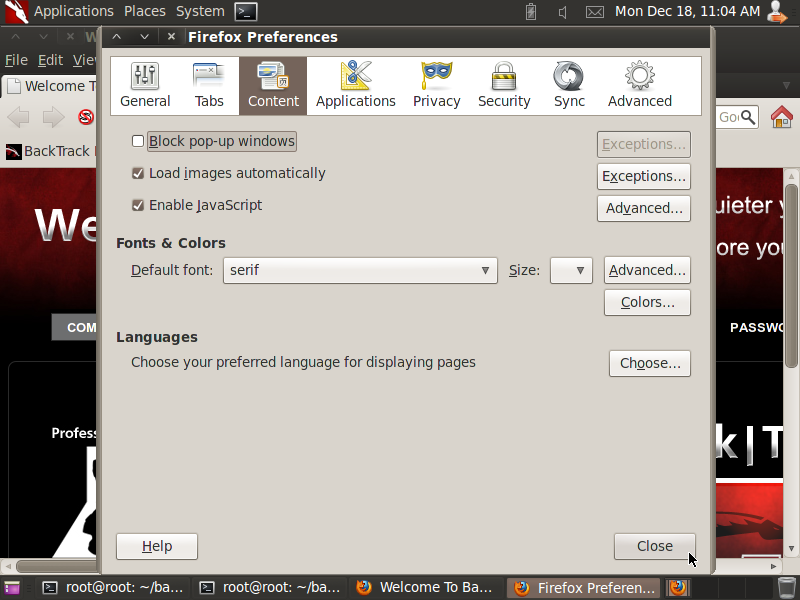 Applications Places System Mon Dec 18, 11:04 AM
Firefox Preferences
File Edit
Welcome T
General Tabs Content Applications Privacy Security Sync Advanced
Goo
BackTrack
Block pop-up windows Exceptions...
Load images automatically Exceptions...
Enable JavaScript Advanced...
We
uieter y
ore you
Fonts & Colors
Default font: serif Size: Advanced...
Colors...
COM
PASSWO
Languages
Choose your preferred language for displaying pages Choose...
Profess
k|T
Help Close
root@root: ~/ba... root@root: ~/ba... Welcome To Ba... Firefox Preferen...